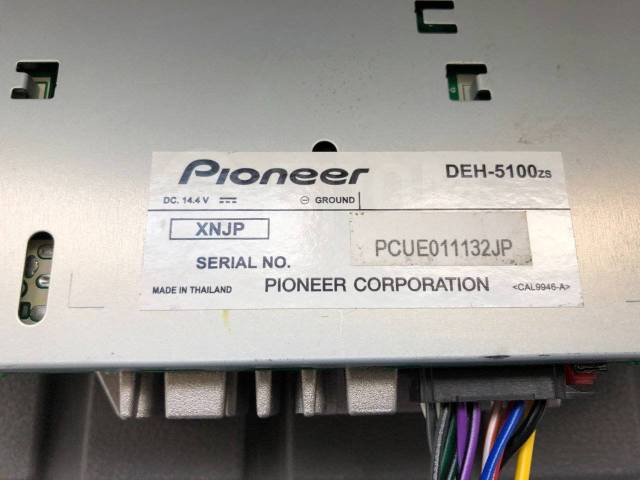 Pioneer DEH-5100ZS
DC. 14.4 V ⎓ ⊖ GROUND
XNJP
SERIAL NO. PCUE011132JP
MADE IN THAILAND PIONEER CORPORATION <CAL9946-A>